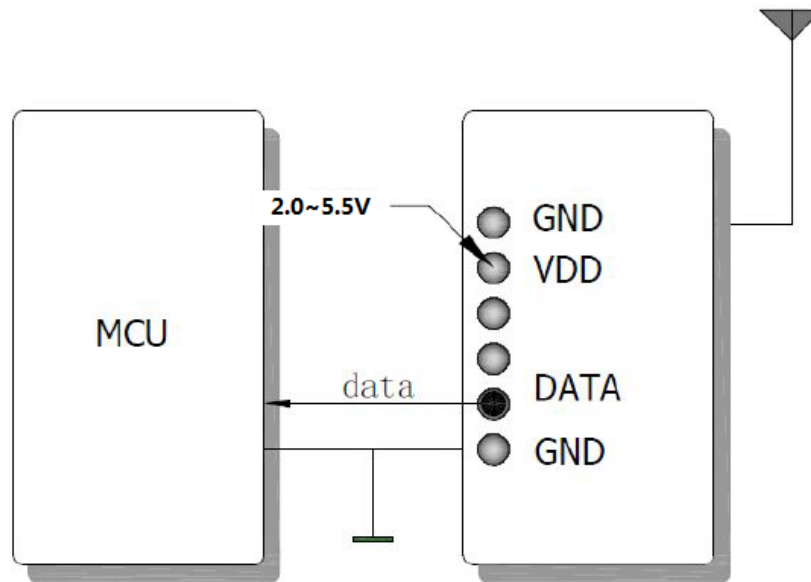 2.0~5.5V
GND
VDD
MCU
data
DATA
GND